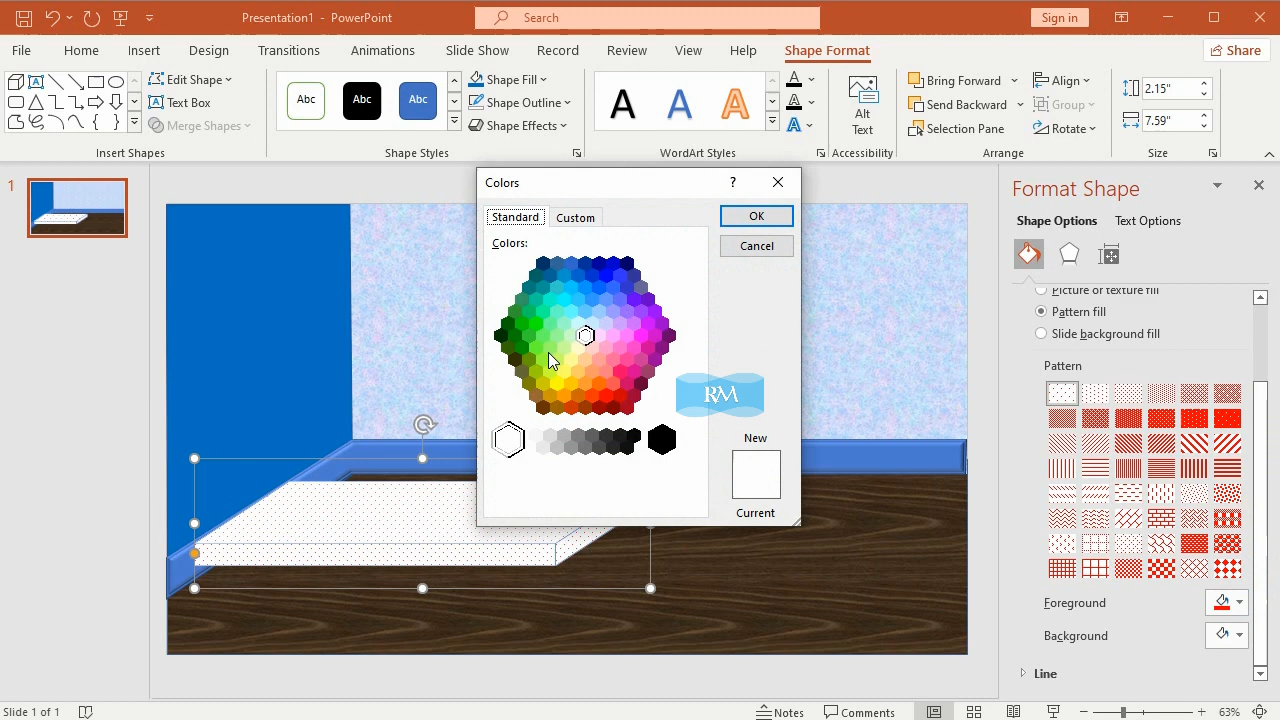 Presentation1 - PowerPoint
Search
Sign in
File
Home
Insert
Design
Transitions
Animations
Slide Show
Record
Review
View
Help
Shape Format
Share
Edit Shape
Text Box
Merge Shapes
Insert Shapes
Abc
Abc
Abc
Shape Fill
Shape Outline
Shape Effects
Shape Styles
A
A
A
A
A
A
WordArt Styles
Alt
Text
Accessibility
Bring Forward
Send Backward
Selection Pane
Align
Group
Rotate
Arrange
2.15"
7.59"
Size
1
Colors
?
Standard
Custom
Colors:
OK
Cancel
RM
New
Current
Format Shape
Shape Options
Text Options
Picture or texture fill
Pattern fill
Slide background fill
Pattern
Foreground
Background
Line
Slide 1 of 1
Notes
Comments
63%